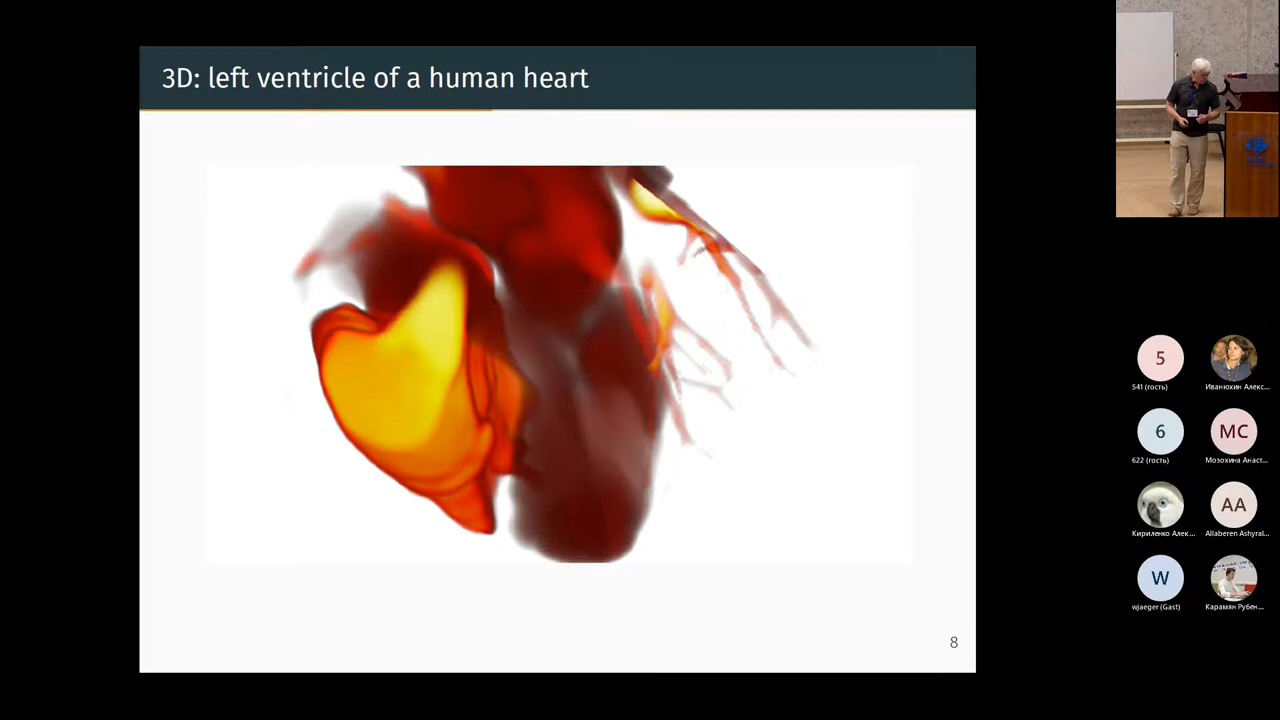 3D: left ventricle of a human heart
8
5
541 (гость)
Иванюхин Алекс...
6
622 (гость)
MC
Мозохина Анаст...
Кириленко Алек...
AA
Allaberen Ashyral...
W
wjaeger (Gast)
Карамян Рубен...